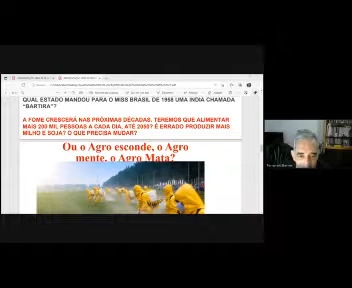 QUAL ESTADO MANDOU PARA O MISS BRASIL DE 1958 UMA ÍNDIA CHAMADA
"BARTIRA"?
A FOME CRESCERÁ NAS PRÓXIMAS DÉCADAS. TEREMOS QUE ALIMENTAR
MAIS 200 MIL PESSOAS A CADA DIA, ATÉ 2050? É ERRADO PRODUZIR MAIS
MILHO E SOJA? O QUE PRECISA MUDAR?
Ou o Agro esconde, o Agro
mente, o Agro Mata?